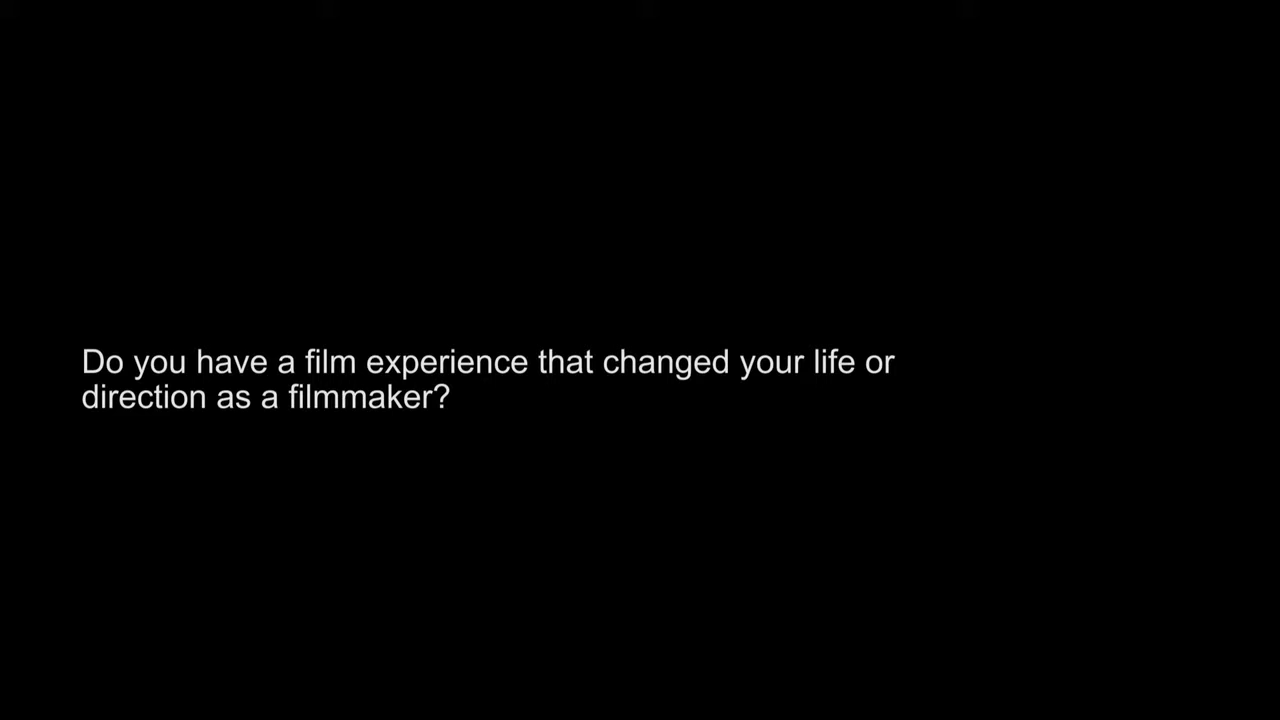 Do you have a film experience that changed your life or
direction as a filmmaker?